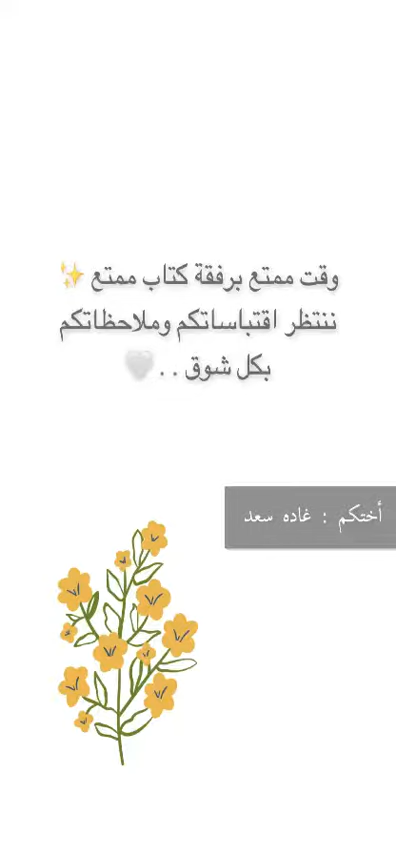 وقت ممتع برفقة كتاب ممتع ✨
ننتظر اقتباساتكم وملاحظاتكم
بكل شوق . . 🤍
أختكم : غاده سعد